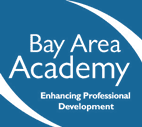 Bay Area
Academy
Enhancing Professional
Development